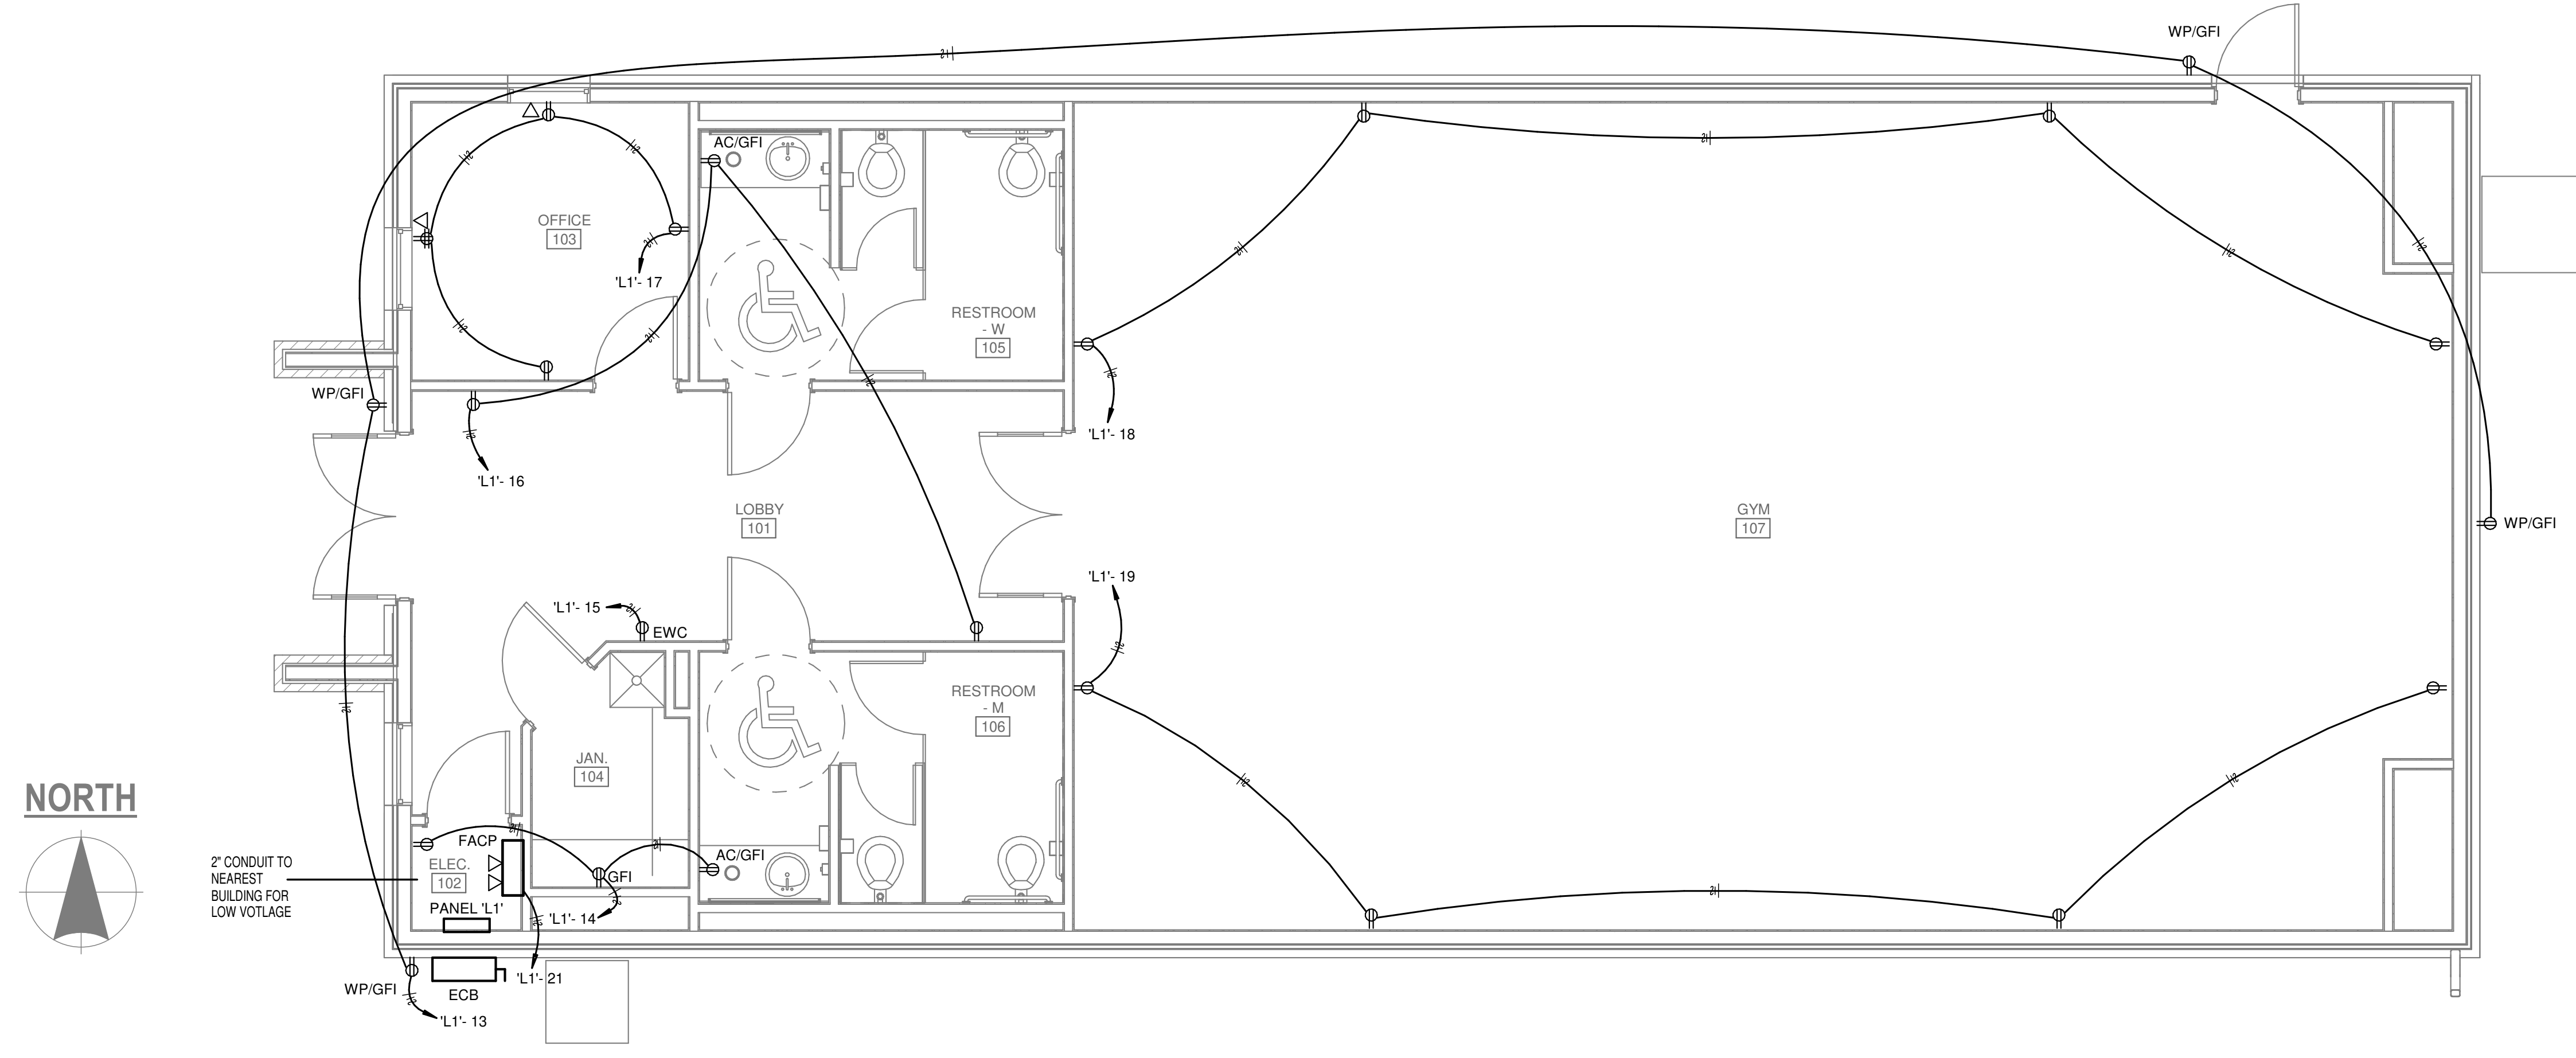 WP/GFI
AC/GFI
OFFICE
103
'L1'- 17
RESTROOM
- W
105
WP/GFI
'L1'- 18
'L1'- 16
LOBBY
101
GYM
107
WP/GFI
'L1'- 19
'L1'- 15
EWC
RESTROOM
- M
106
JAN.
104
NORTH
FACP
AC/GFI
2" CONDUIT TO
NEAREST
BUILDING FOR
LOW VOTLAGE
ELEC.
102
GFI
PANEL 'L1'
'L1'- 14
'L1'- 21
WP/GFI
ECB
'L1'- 13